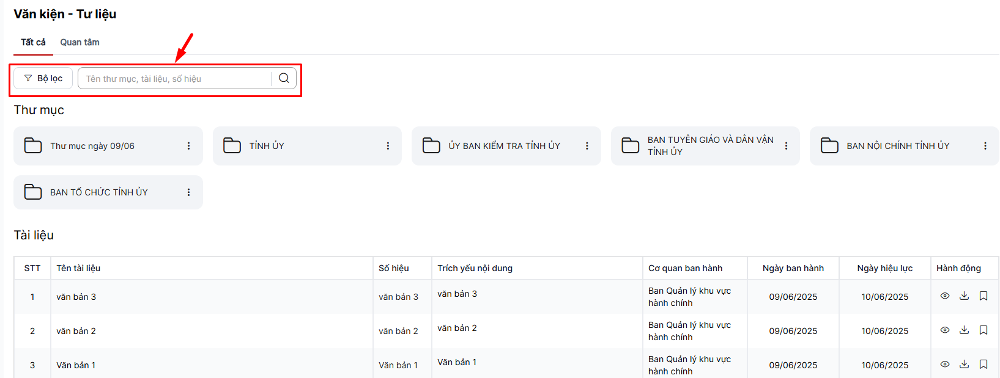 Văn kiện - Tư liệu
Tất cả Quan tâm
Bộ lọc Tên thư mục, tài liệu, số hiệu
Thư mục
Thư mục ngày 09/06
TỈNH ỦY
ỦY BAN KIỂM TRA TỈNH ỦY
BAN TUYÊN GIÁO VÀ DÂN VẬN
TỈNH ỦY
BAN NỘI CHÍNH TỈNH ỦY
BAN TỔ CHỨC TỈNH ỦY
Tài liệu
STT Tên tài liệu Số hiệu Trích yếu nội dung Cơ quan ban hành Ngày ban hành Ngày hiệu lực Hành động
1 văn bản 3 văn bản 3 văn bản 3 Ban Quản lý khu vực
hành chính 09/06/2025 10/06/2025
2 văn bản 2 văn bản 2 văn bản 2 Ban Quản lý khu vực
hành chính 09/06/2025 10/06/2025
3 Văn bản 1 Văn bản 1 Văn bản 1 Ban Quản lý khu vực
hành chính 09/06/2025 10/06/2025